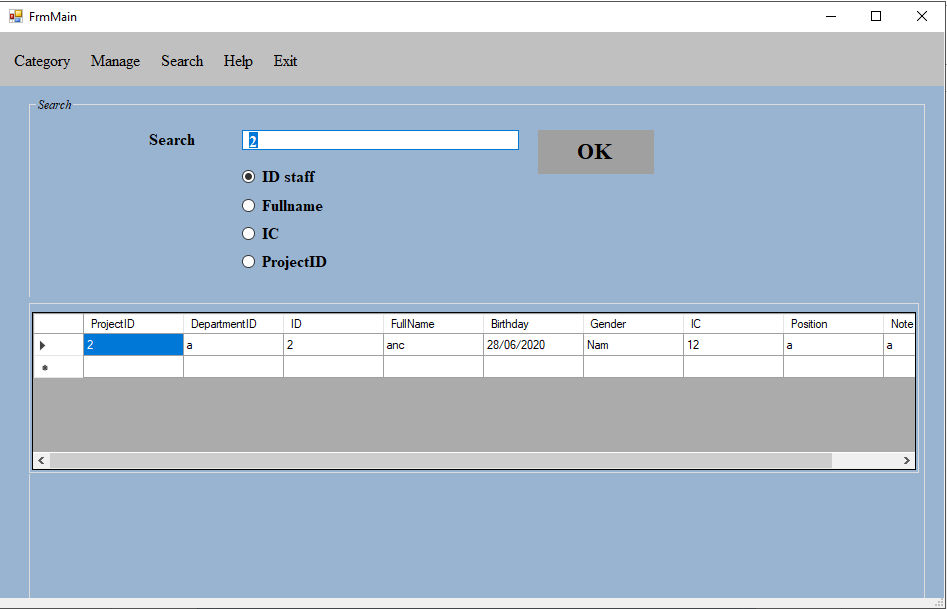 FrmMain
Category Manage Search Help Exit
Search
Search 2 OK
ID staff
Fullname
IC
ProjectID
ProjectID DepartmentID ID FullName Birthday Gender IC Position Note
2 a 2 anc 28/06/2020 Nam 12 a a